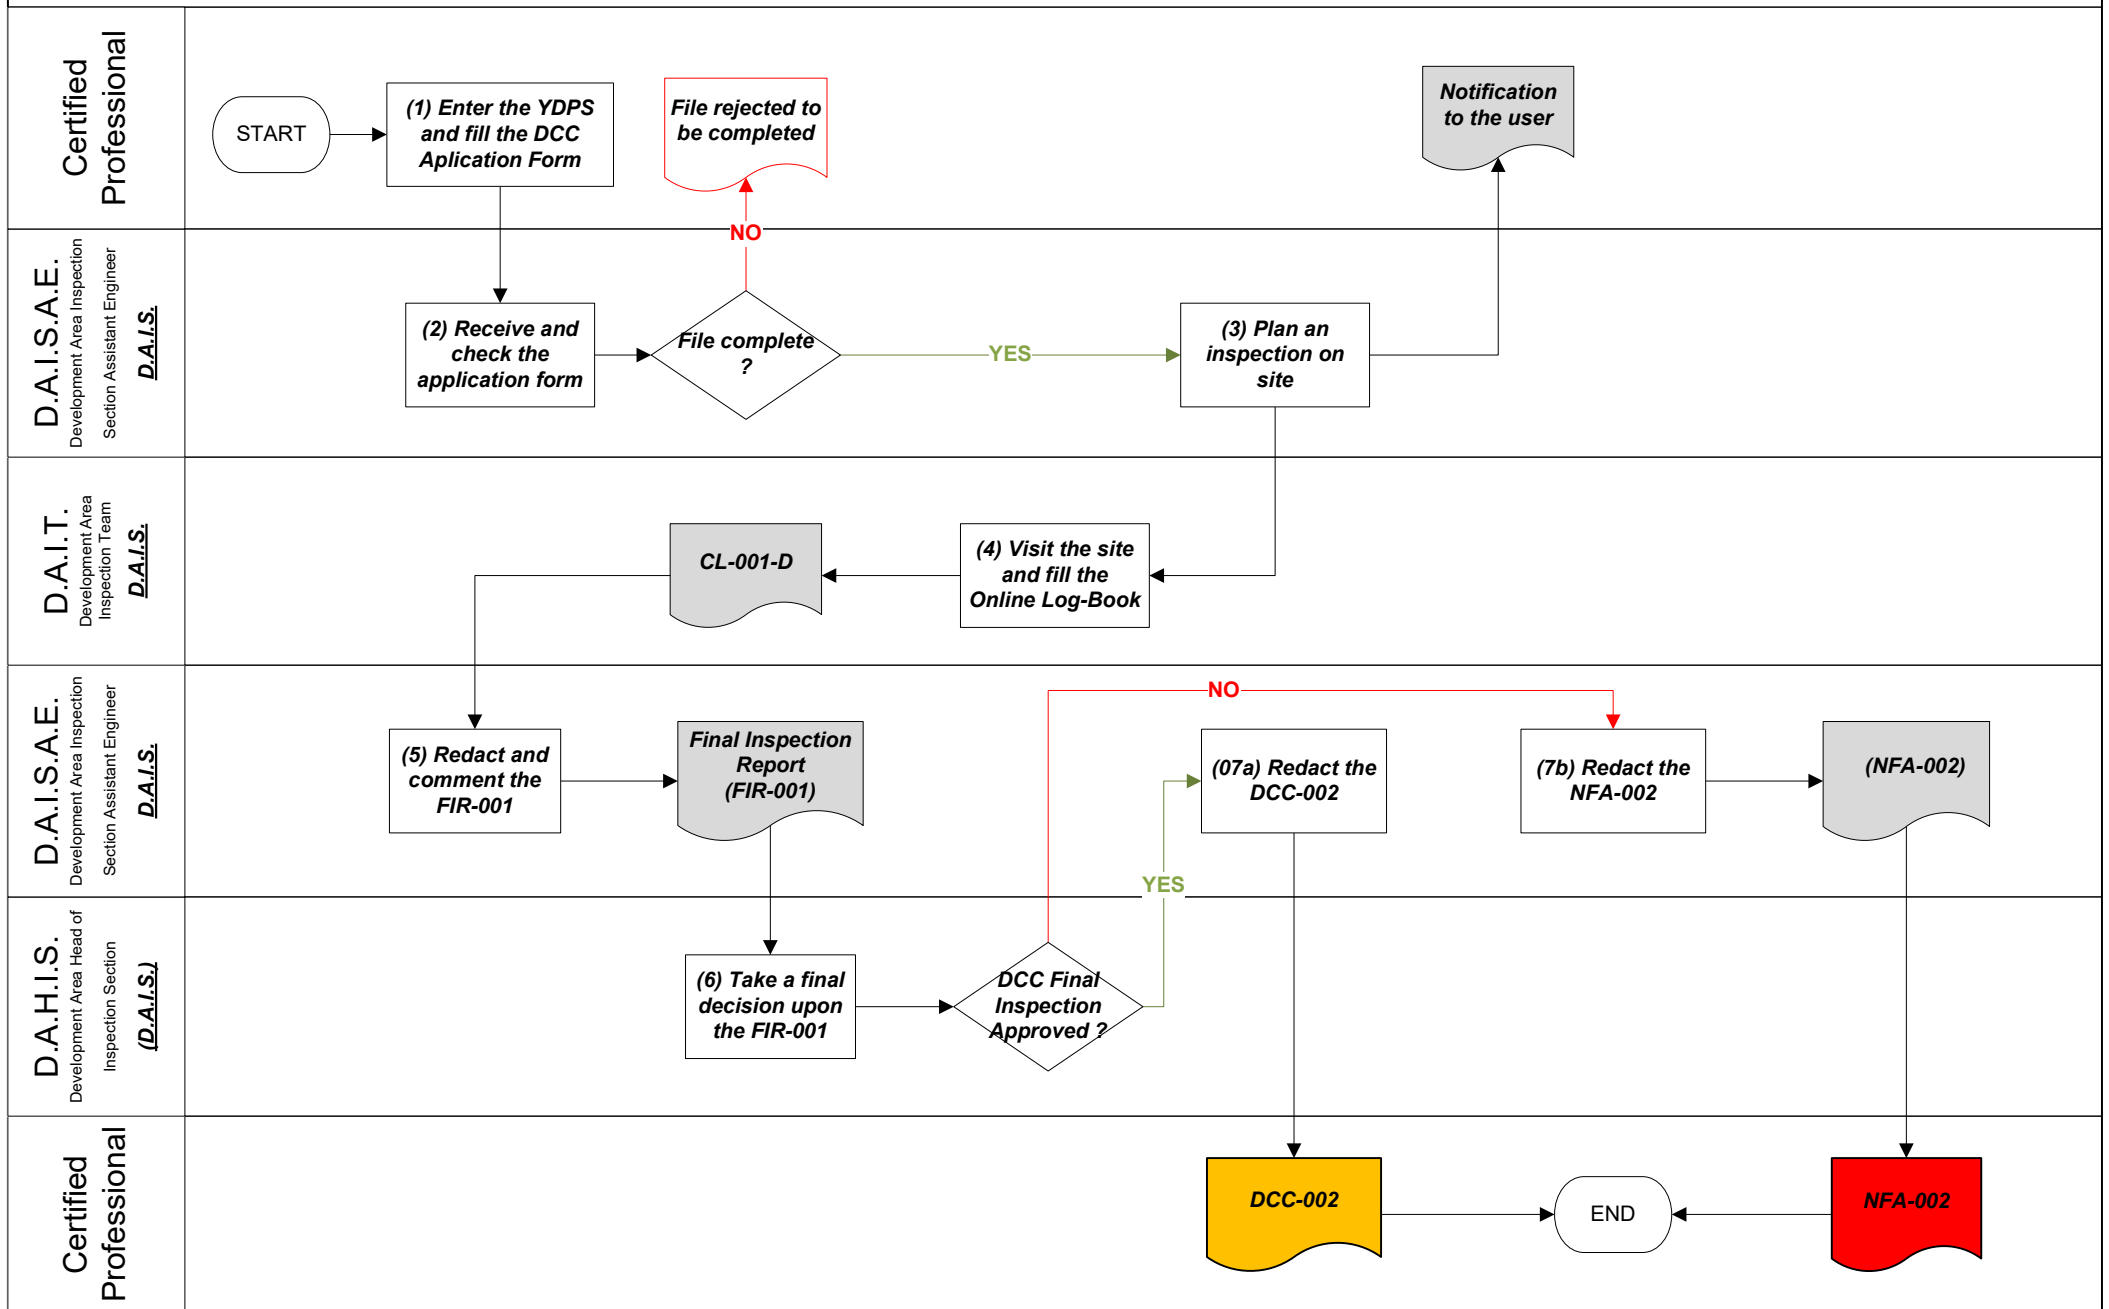 Certified
Professional
START
(1) Enter the YDPS
and fill the DCC
Aplication Form
File rejected to
be completed
Notification
to the user
NO
D.A.I.S.A.E.
Development Area Inspection
Section Assistant Engineer
D.A.I.S.
(2) Receive and
check the
application form
File complete
?
YES
(3) Plan an
inspection on
site
D.A.I.T.
Development Area
Inspection Team
D.A.I.S.
CL-001-D
(4) Visit the site
and fill the
Online Log-Book
D.A.I.S.A.E.
Development Area Inspection
Section Assistant Engineer
D.A.I.S.
(5) Redact and
comment the
FIR-001
Final Inspection
Report
(FIR-001)
NO
(07a) Redact the
DCC-002
(7b) Redact the
NFA-002
(NFA-002)
YES
D.A.H.I.S.
Development Area Head of
Inspection Section
(D.A.I.S.)
(6) Take a final
decision upon
the FIR-001
DCC Final
Inspection
Approved ?
Certified
Professional
DCC-002
END
NFA-002